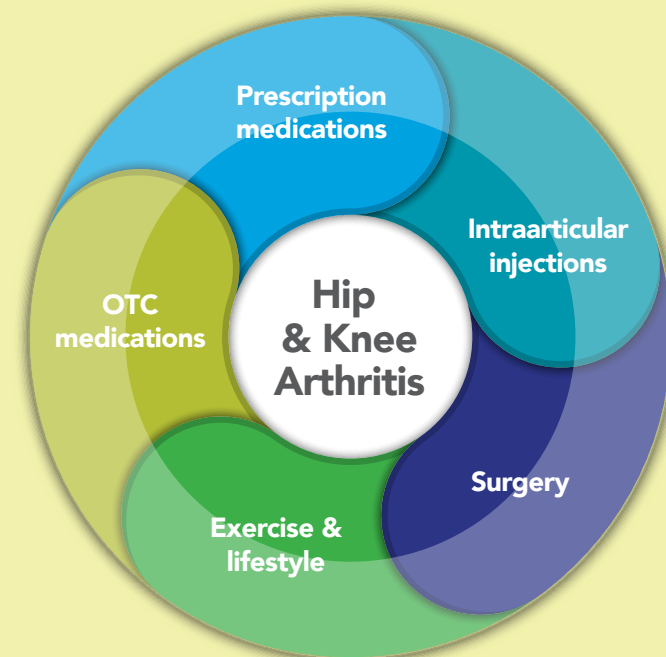 Prescription
medications
Intraarticular
injections
Hip
& Knee
Arthritis
OTC
medications
Surgery
Exercise &
lifestyle